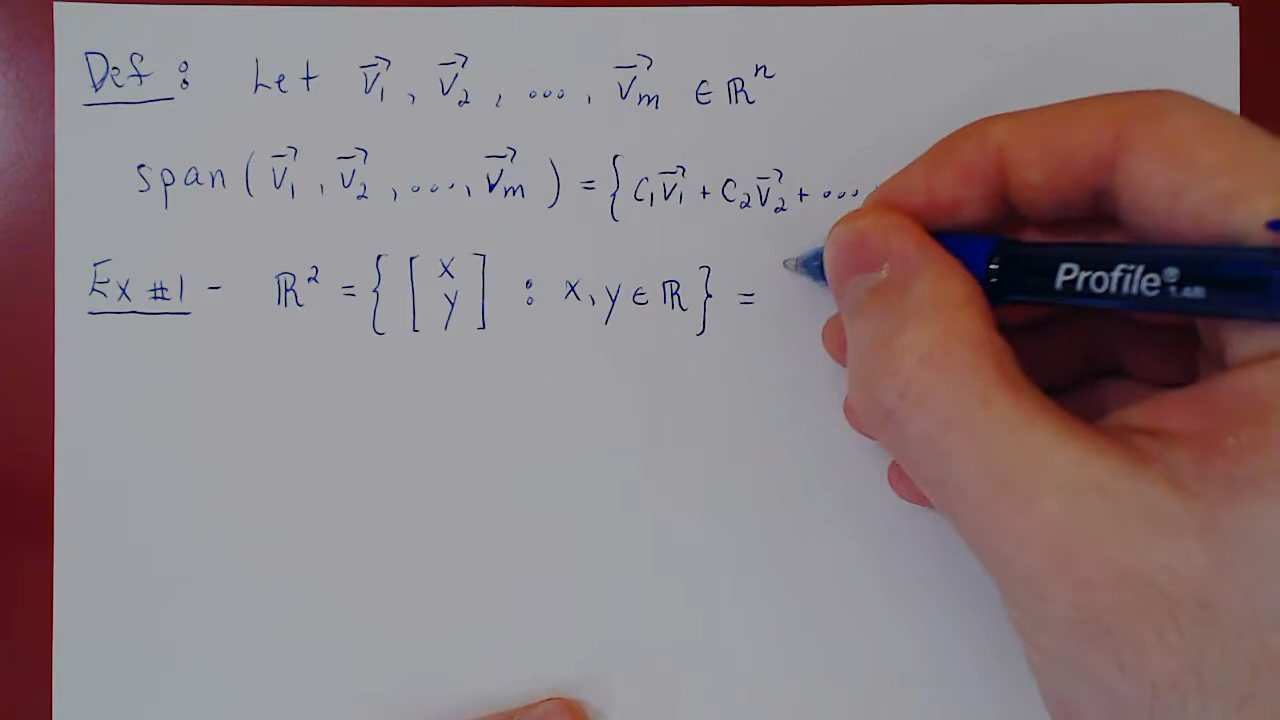 Def : Let v⃗₁, v⃗₂, ..., v⃗ₘ ∈ ℝⁿ
span(v⃗₁, v⃗₂, ..., v⃗ₘ) = { c₁v⃗₁ + c₂v⃗₂ + ...
Ex #1 - ℝ² = { [x y] : x, y ∈ ℝ } =
Profile®